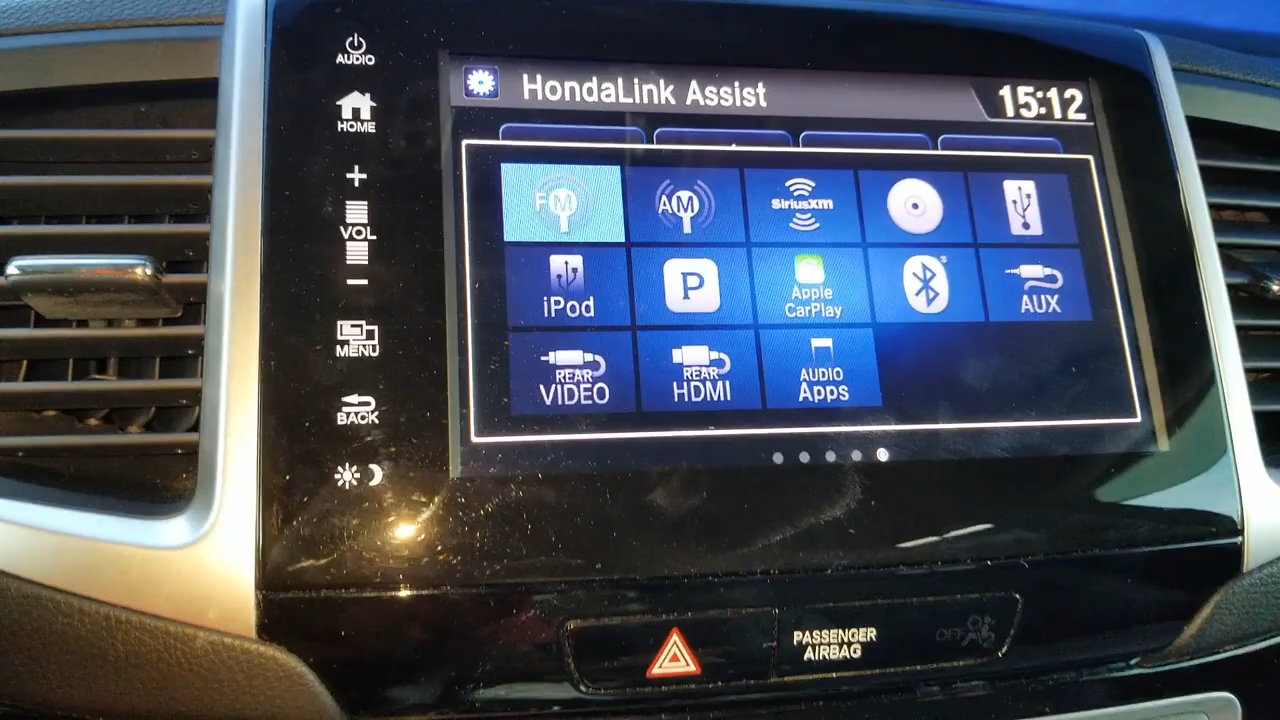 AUDIO
HOME
+
VOL
-
MENU
BACK
HondaLink Assist
15:12
FM
AM
SiriusXM
iPod
P
Apple
CarPlay
AUX
REAR
VIDEO
REAR
HDMI
AUDIO
Apps
PASSENGER
AIRBAG
OFF